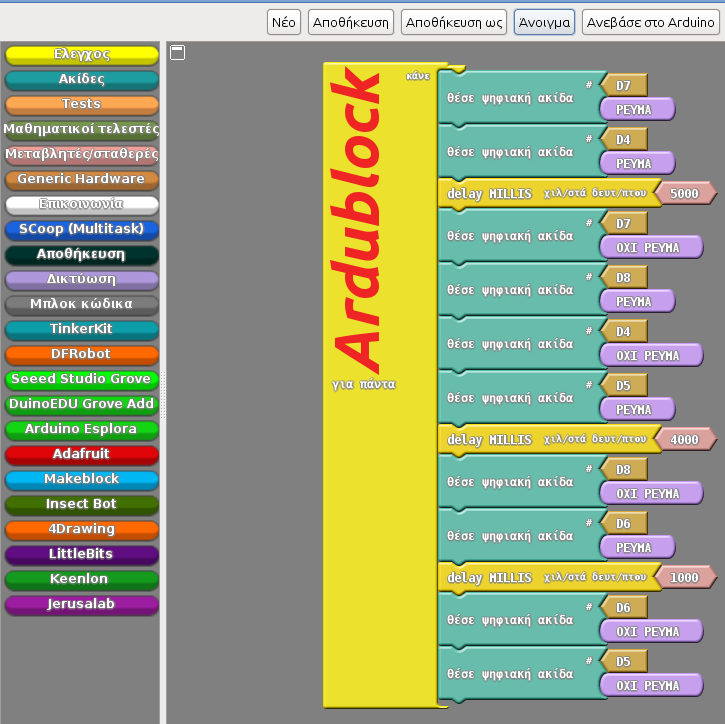 Νέο Αποθήκευση Αποθήκευση ως Άνοιγμα Ανεβάσε στο Arduino
Ελεγχος
Ακίδες
Tests
Μαθηματικοί τελεστές
Μεταβλητές/σταθερές
Generic Hardware
Επικοινωνία
SCoop (Multitask)
Αποθήκευση
Δικτύωση
Μπλοκ κώδικα
TinkerKit
DFRobot
Seeed Studio Grove
DuinoEDU Grove Add
Arduino Esplora
Adafruit
Makeblock
Insect Bot
4Drawing
LittleBits
Keenlon
Jerusalab
Ardublock
για πάντα
κάνε
θέσε ψηφιακή ακίδα # D7
ΡΕΥΜΑ
θέσε ψηφιακή ακίδα # D4
ΡΕΥΜΑ
delay MILLIS χιλ/στά δευτ/πτου 5000
θέσε ψηφιακή ακίδα # D7
ΟΧΙ ΡΕΥΜΑ
θέσε ψηφιακή ακίδα # D8
ΡΕΥΜΑ
θέσε ψηφιακή ακίδα # D4
ΟΧΙ ΡΕΥΜΑ
θέσε ψηφιακή ακίδα # D5
ΡΕΥΜΑ
delay MILLIS χιλ/στά δευτ/πτου 4000
θέσε ψηφιακή ακίδα # D8
ΟΧΙ ΡΕΥΜΑ
θέσε ψηφιακή ακίδα # D6
ΡΕΥΜΑ
delay MILLIS χιλ/στά δευτ/πτου 1000
θέσε ψηφιακή ακίδα # D6
ΟΧΙ ΡΕΥΜΑ
θέσε ψηφιακή ακίδα # D5
ΟΧΙ ΡΕΥΜΑ